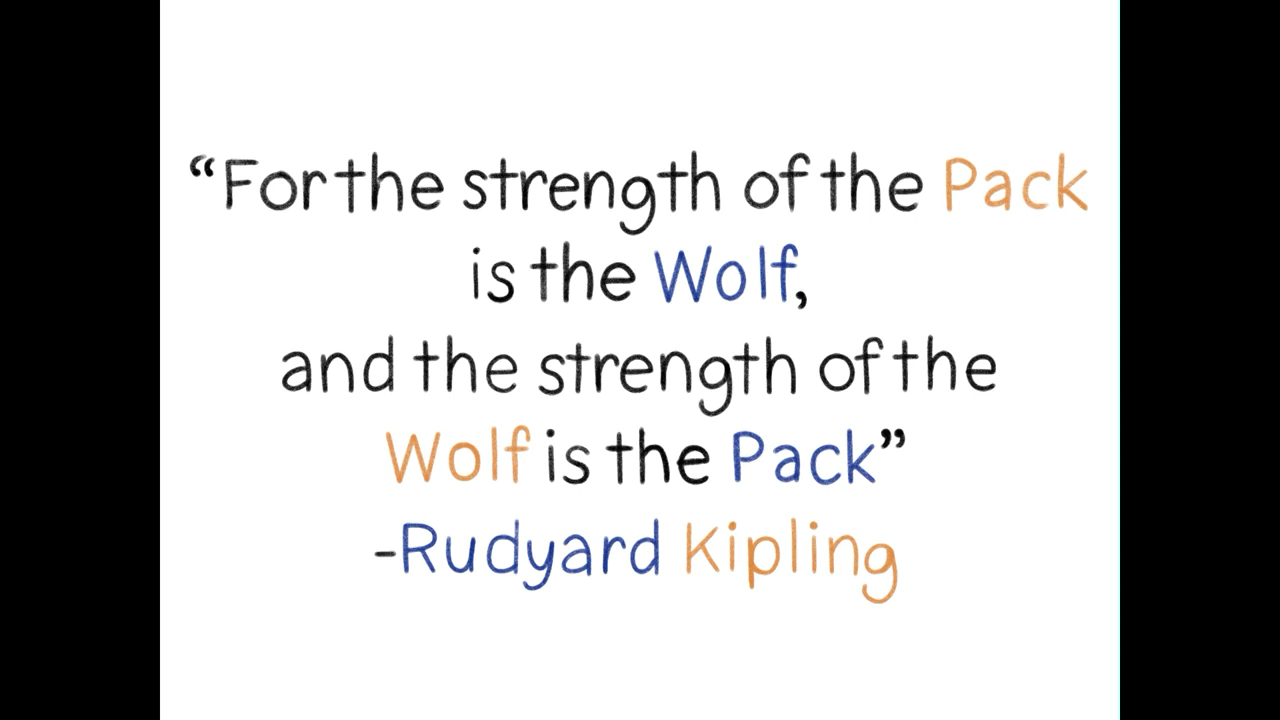 “For the strength of the Pack
is the Wolf,
and the strength of the
Wolf is the Pack”
-Rudyard Kipling